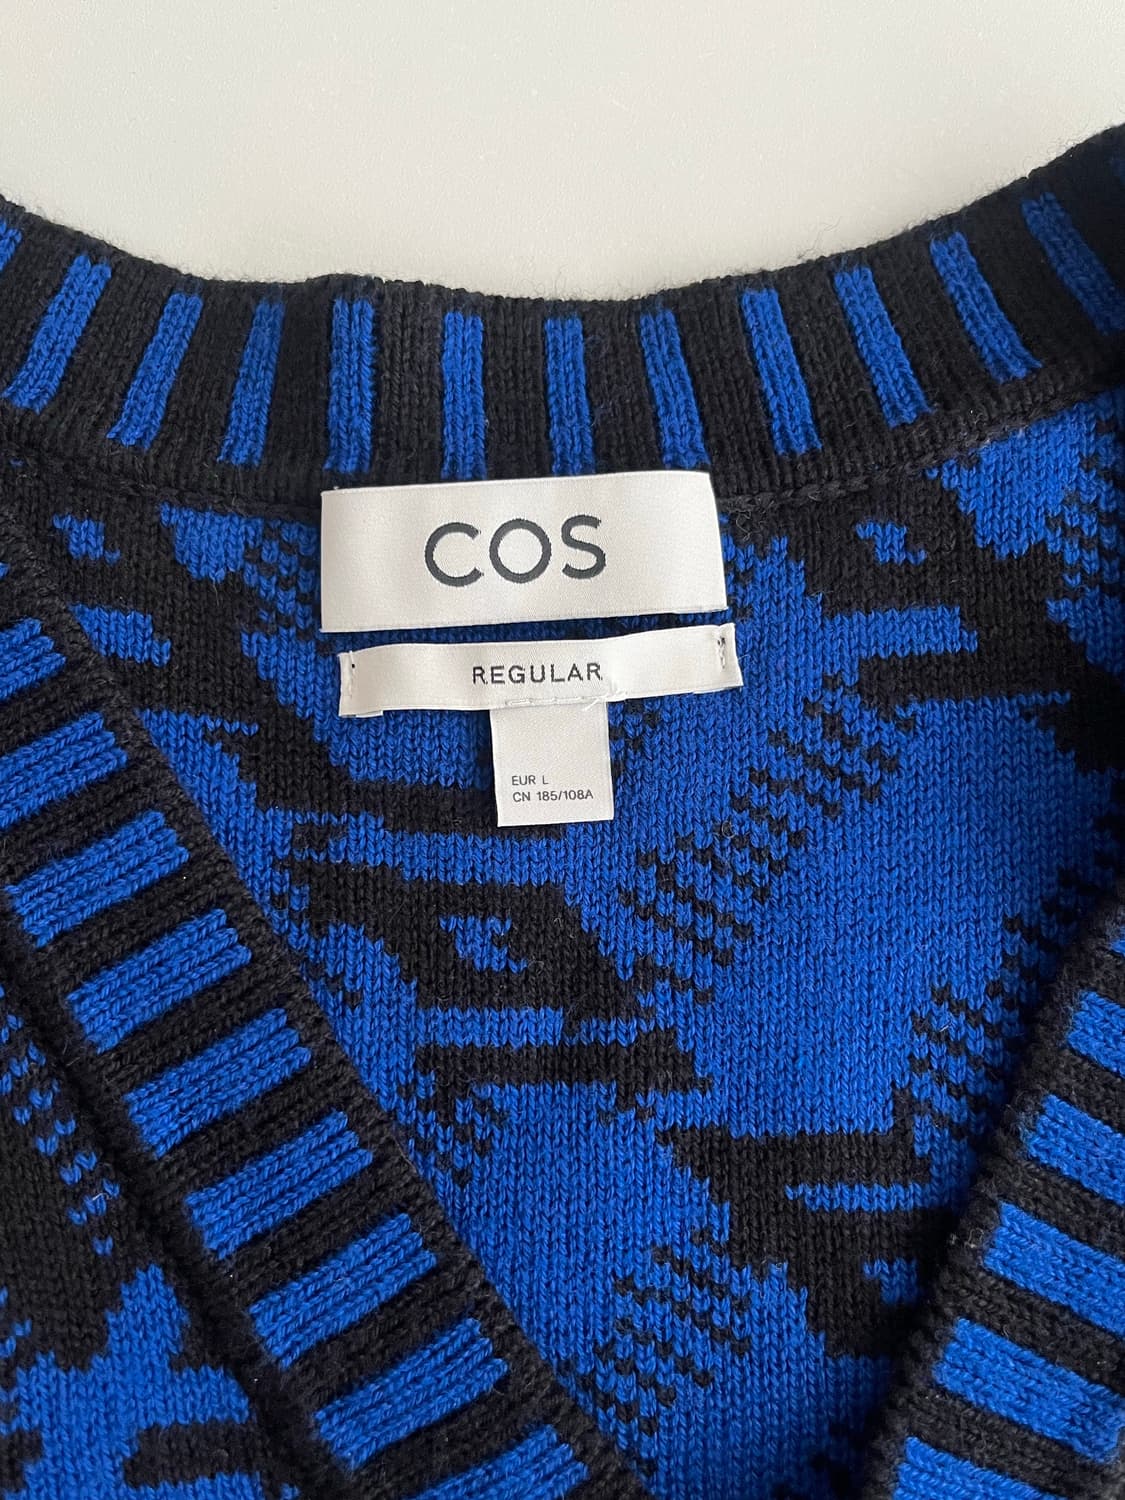 COS
REGULAR
EUR L
CN 185/108A